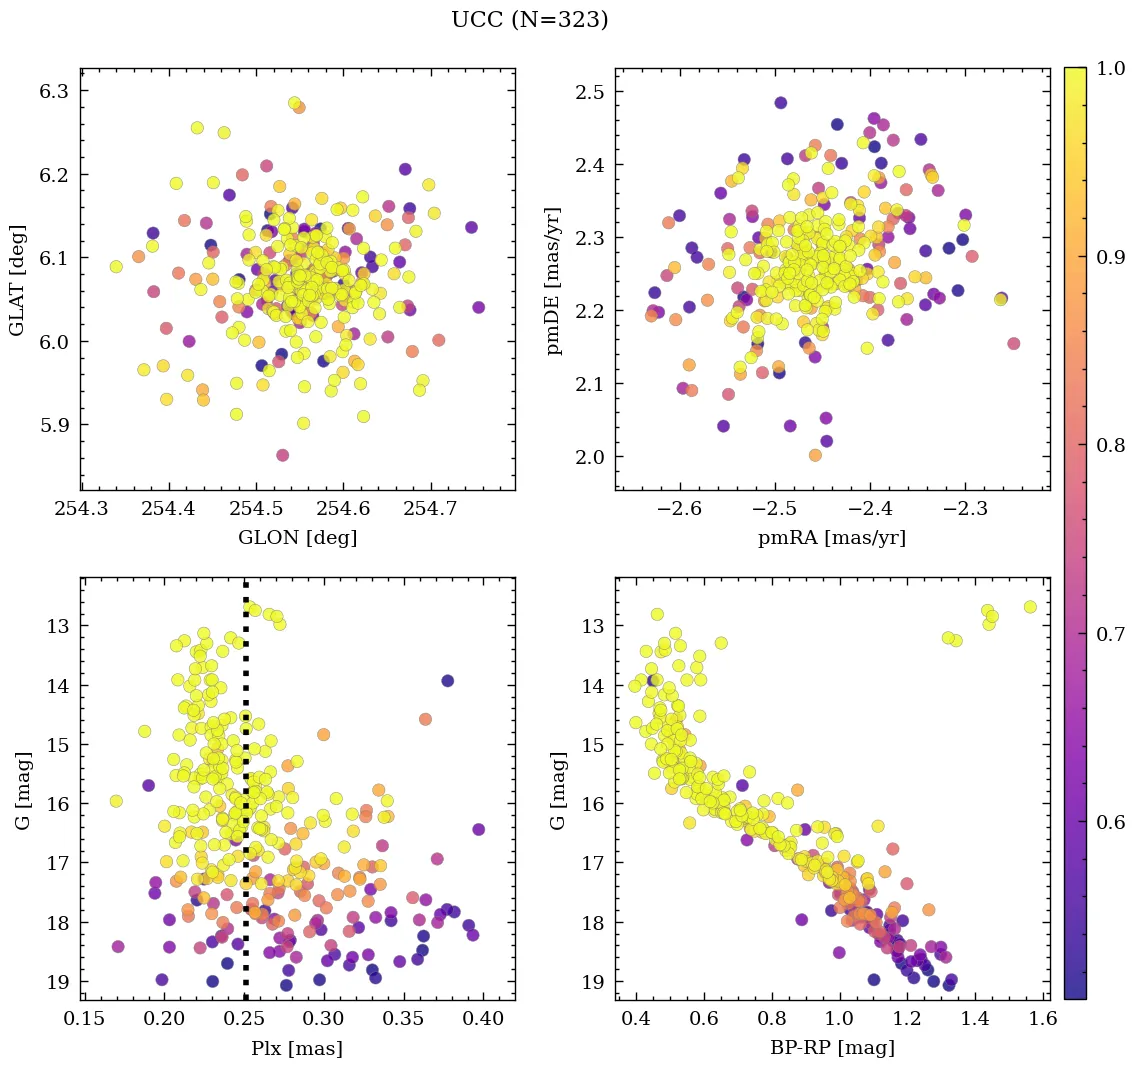 UCC (N=323)
6.3
6.2
6.1
6.0
5.9
GLAT [deg]
254.3 254.4 254.5 254.6 254.7
GLON [deg]
2.5
2.4
2.3
2.2
2.1
2.0
pmDE [mas/yr]
−2.6 −2.5 −2.4 −2.3
pmRA [mas/yr]
13
14
15
16
17
18
19
G [mag]
0.15 0.20 0.25 0.30 0.35 0.40
Plx [mas]
13
14
15
16
17
18
19
G [mag]
0.4 0.6 0.8 1.0 1.2 1.4 1.6
BP-RP [mag]
1.0
0.9
0.8
0.7
0.6